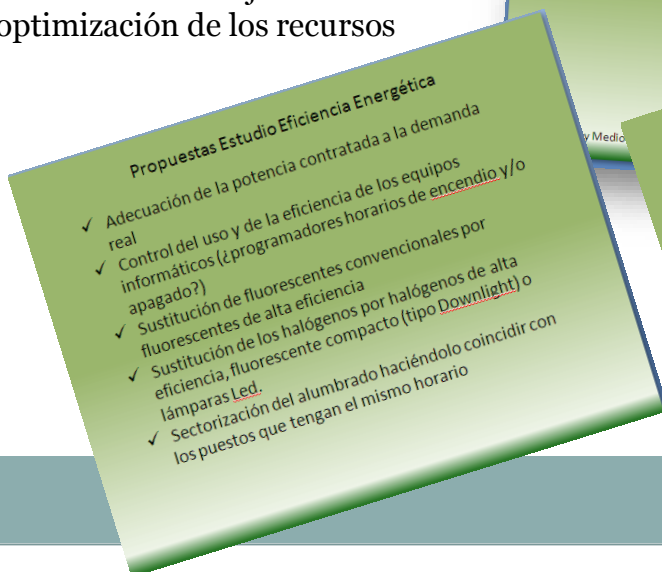 optimización de los recursos
y Medio
Propuestas Estudio Eficiencia Energética
✓ Adecuación de la potencia contratada a la demanda
real
✓ Control del uso y de la eficiencia de los equipos
informáticos (¿programadores horarios de encendido y/o
apagado?)
✓ Sustitución de fluorescentes convencionales por
fluorescentes de alta eficiencia
✓ Sustitución de los halógenos por halógenos de alta
eficiencia, fluorescente compacto (tipo Downlight) o
lámparas Led.
✓ Sectorización del alumbrado haciéndolo coincidir con
los puestos que tengan el mismo horario